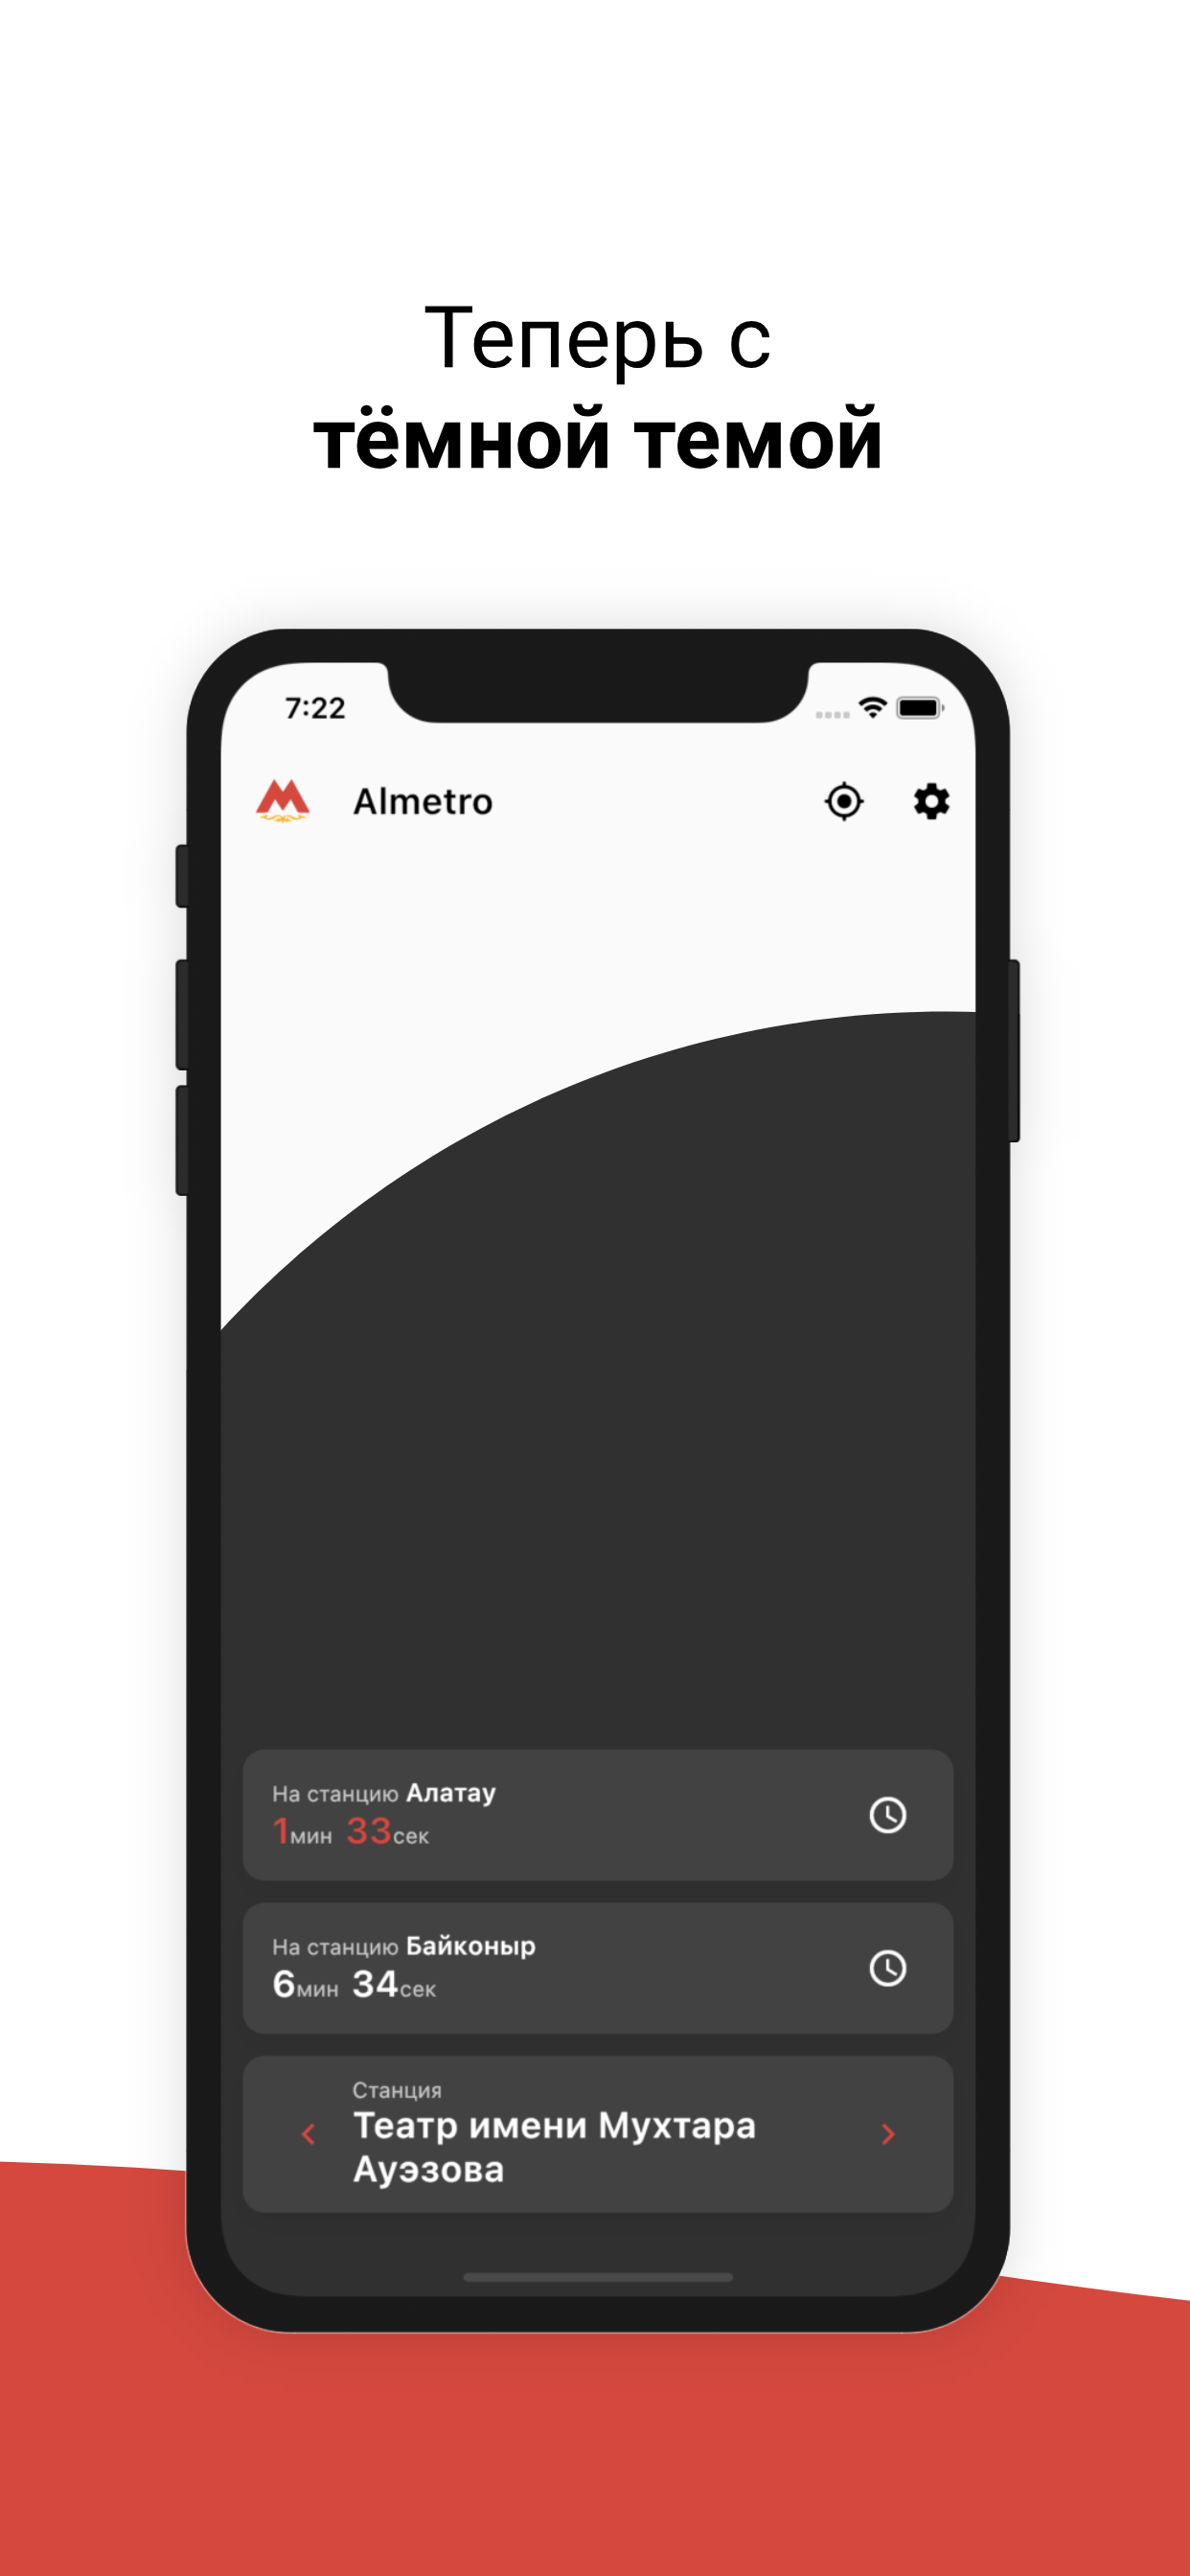 Теперь с
тёмной темой
7:22
Almetro
На станцию Алатау
1мин 33сек
На станцию Байконыр
6мин 34сек
Станция
Театр имени Мухтара
Ауэзова